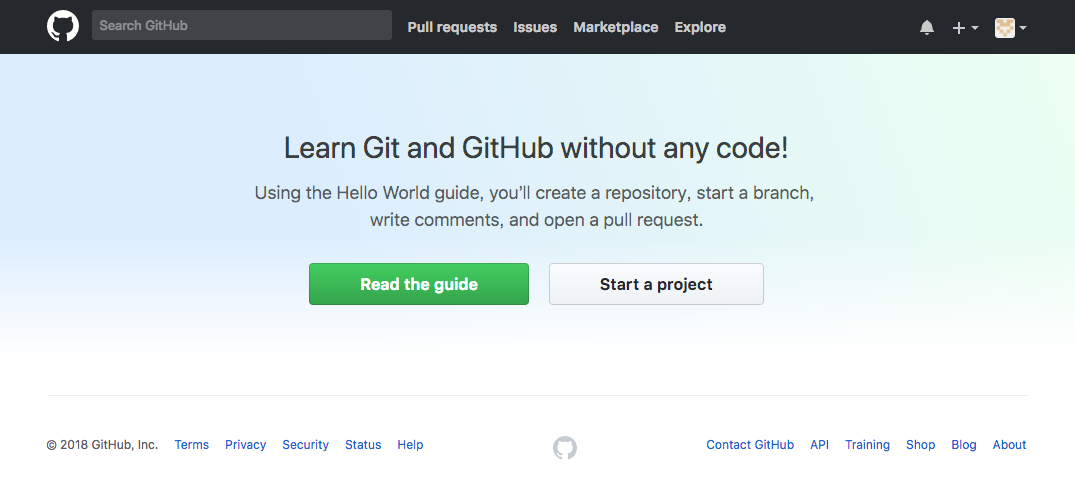 Search GitHub Pull requests Issues Marketplace Explore
Learn Git and GitHub without any code!
Using the Hello World guide, you’ll create a repository, start a branch,
write comments, and open a pull request.
Read the guide Start a project
© 2018 GitHub, Inc. Terms Privacy Security Status Help Contact GitHub API Training Shop Blog About